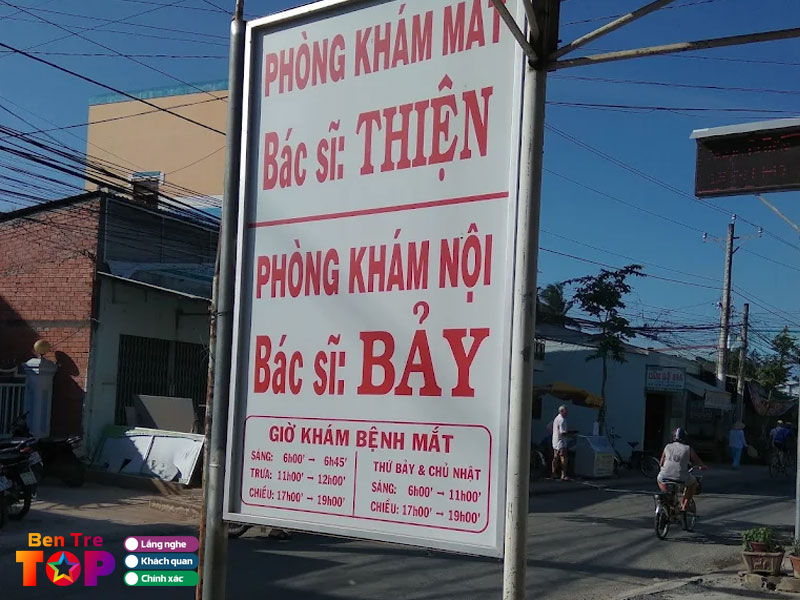 PHÒNG KHÁM MẮT
Bác sĩ: THIỆN
PHÒNG KHÁM NỘI
Bác sĩ: BẢY
GIỜ KHÁM BỆNH MẮT
SÁNG: 6h00' → 6h45'
TRƯA: 11h00' → 12h00'
CHIỀU: 17h00' → 19h00'
THỨ BẢY & CHỦ NHẬT
SÁNG: 6h00' → 11h00'
CHIỀU: 17h00' → 19h00'
Ben Tre
TOP
Lắng nghe
Khách quan
Chính xác